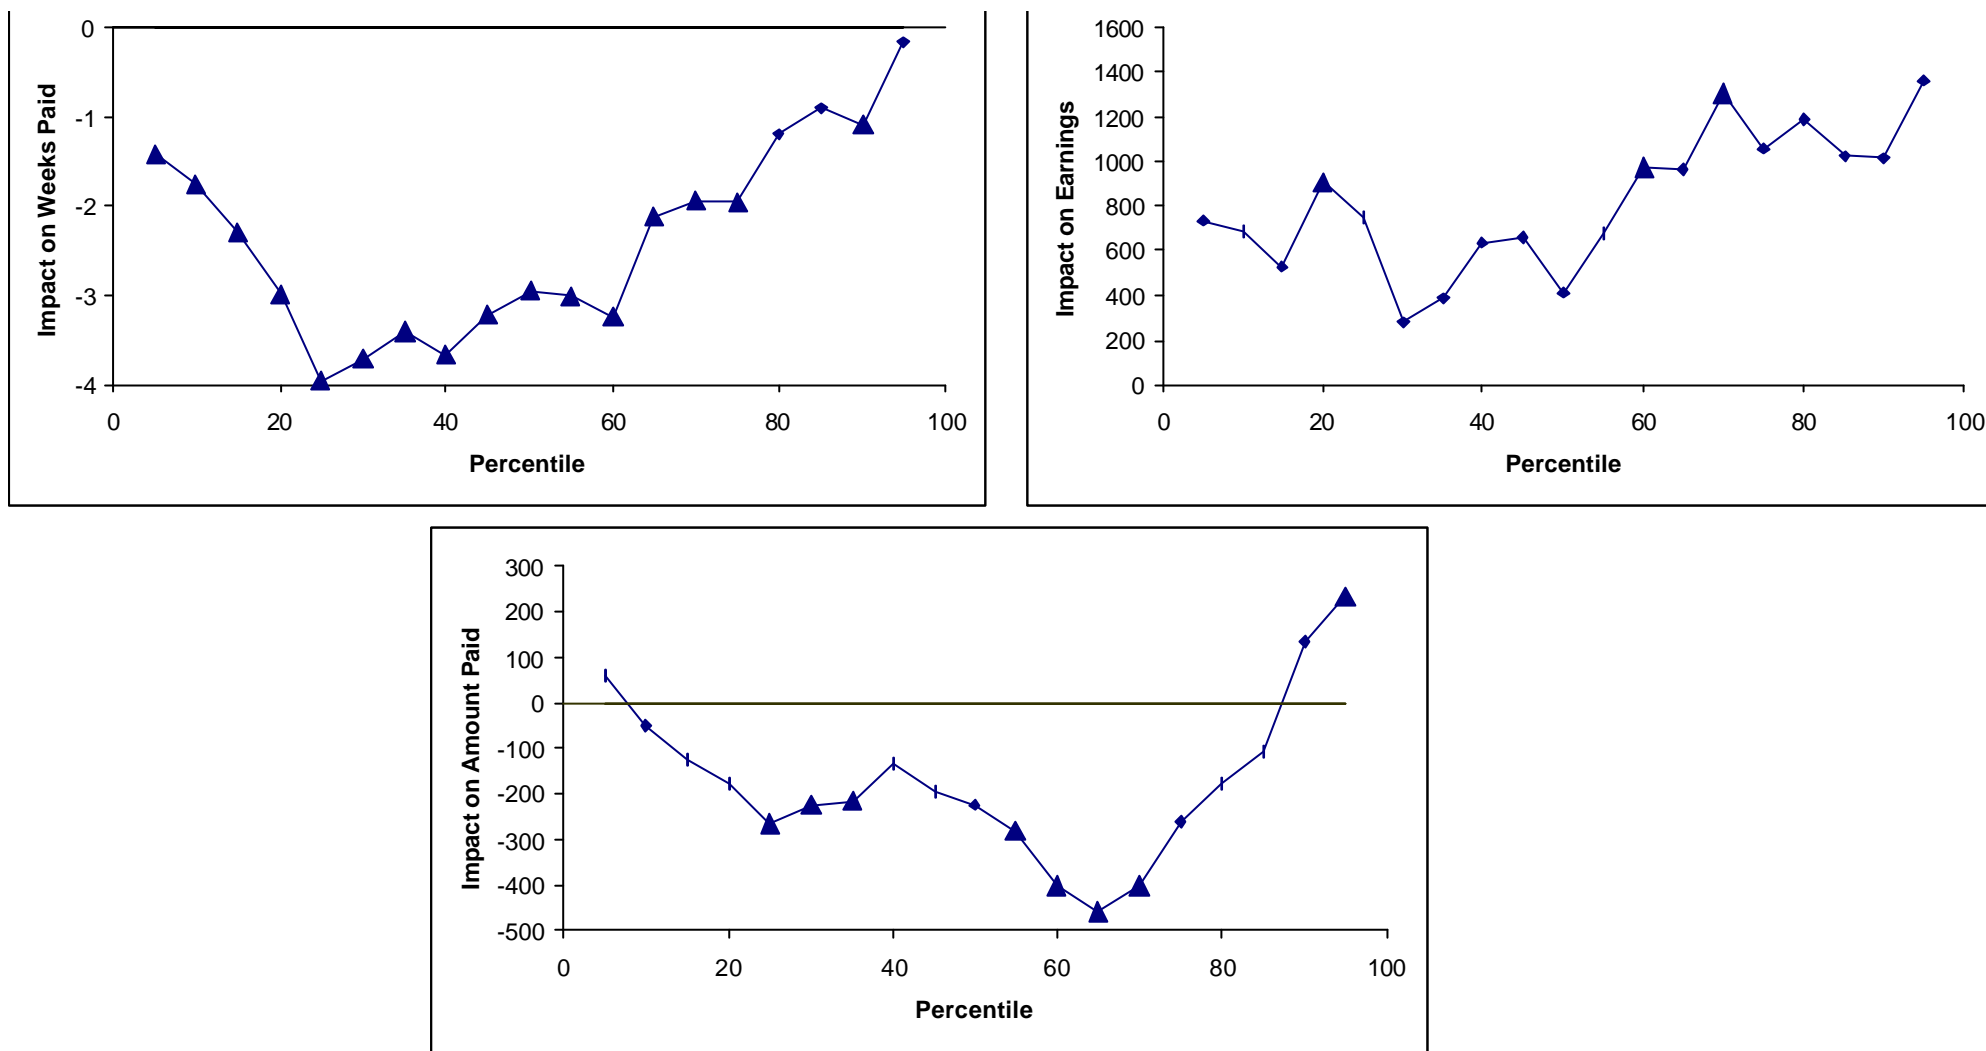 0
-1
-2
-3
-4
Impact on Weeks Paid
0 20 40 60 80 100
Percentile
1600
1400
1200
1000
800
600
400
200
0
Impact on Earnings
0 20 40 60 80 100
Percentile
300
200
100
0
-100
-200
-300
-400
-500
Impact on Amount Paid
0 20 40 60 80 100
Percentile